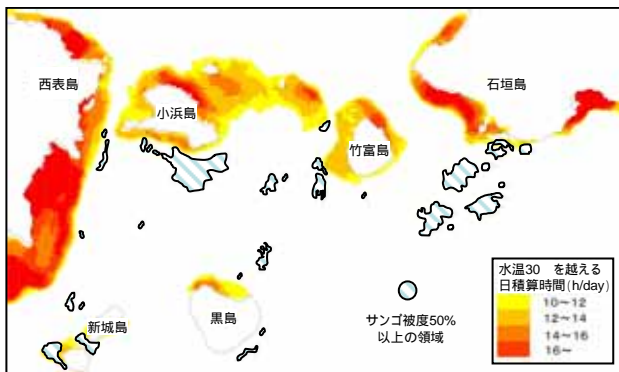 西表島
小浜島
竹富島
石垣島
新城島
黒島
サンゴ被度50%
以上の領域
水温30 を越える
日積算時間(h/day)
10~12
12~14
14~16
16~